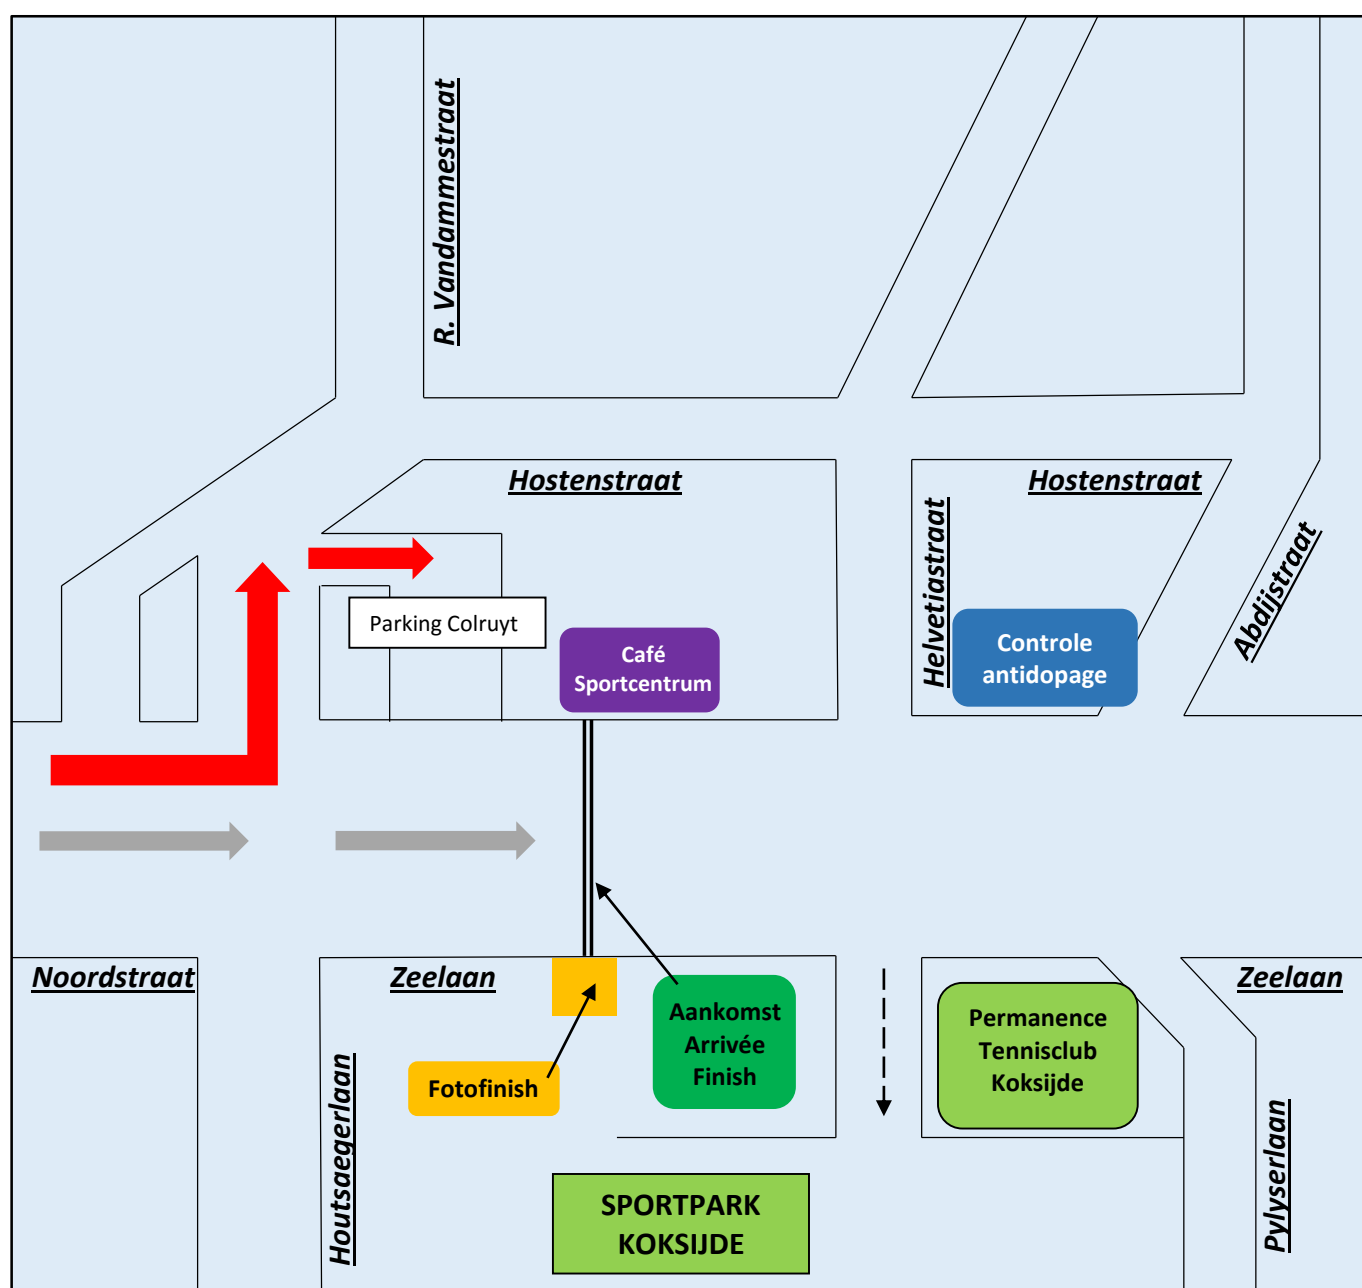 R. Vandammestraat
Hostenstraat
Hostenstraat
Helvetiastraat
Abdijstraat
Parking Colruyt
Café
Sportcentrum
Controle
antidopage
Noordstraat
Zeelaan
Zeelaan
Aankomst
Arrivée
Finish
Permanence
Tennisclub
Koksijde
Fotofinish
Houtsaegerlaan
Pylyserlaan
SPORTPARK
KOKSIJDE